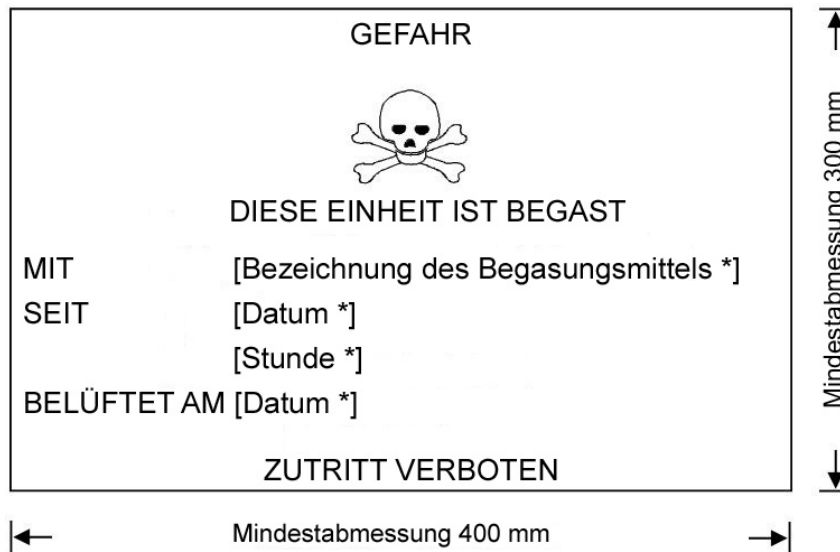 GEFAHR
DIESE EINHEIT IST BEGAST
MIT [Bezeichnung des Begasungsmittels *]
SEIT [Datum *]
[Stunde *]
BELÜFTET AM [Datum *]
ZUTRITT VERBOTEN
Mindestabmessung 400 mm
Mindestabmessung 300 mm